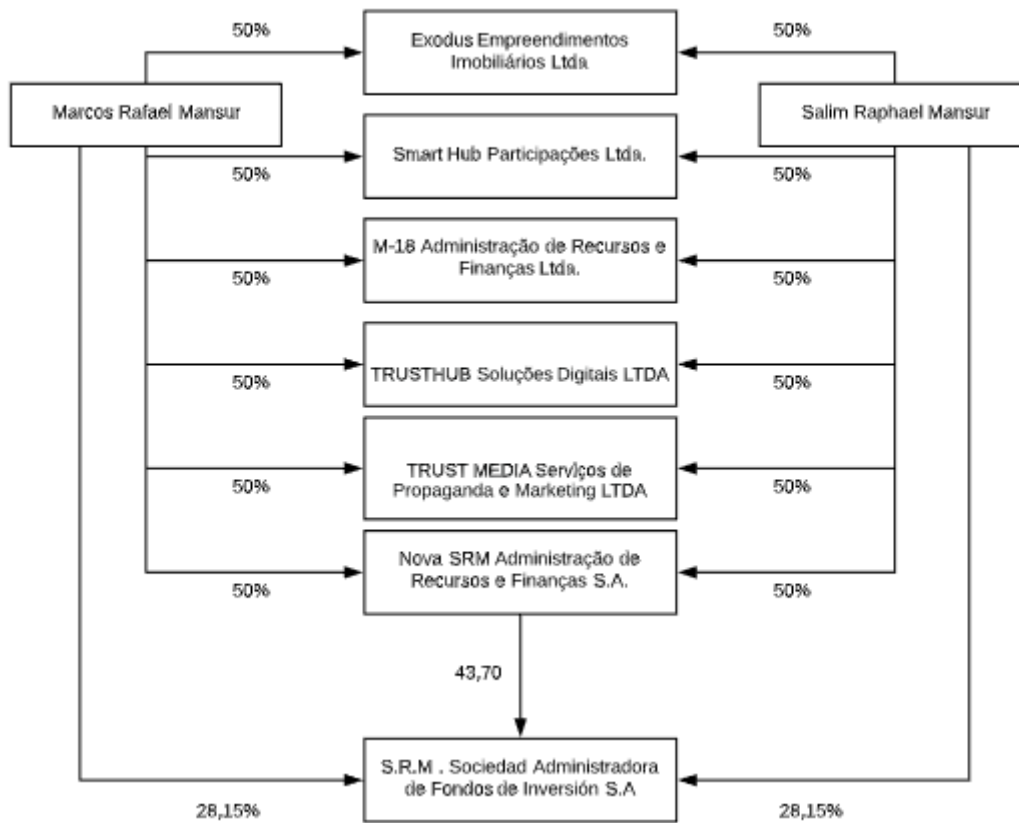 50%
Exodus Empreendimentos
Imobiliários Ltda
50%
Marcos Rafael Mansur
Salim Raphael Mansur
Smart Hub Participações Ltda.
50%
50%
M-18 Administração de Recursos e
Finanças Ltda.
50%
50%
TRUSTHUB Soluções Digitais LTDA
50%
50%
TRUST MEDIA Serviços de
Propaganda e Marketing LTDA
50%
50%
Nova SRM Administração de
Recursos e Finanças S.A.
50%
50%
43,70
S.R.M . Sociedad Administradora
de Fondos de Inversión S.A
28,15%
28,15%